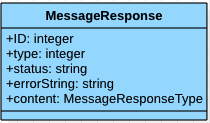 MessageResponse
+ID: integer
+type: integer
+status: string
+errorString: string
+content: MessageResponseType